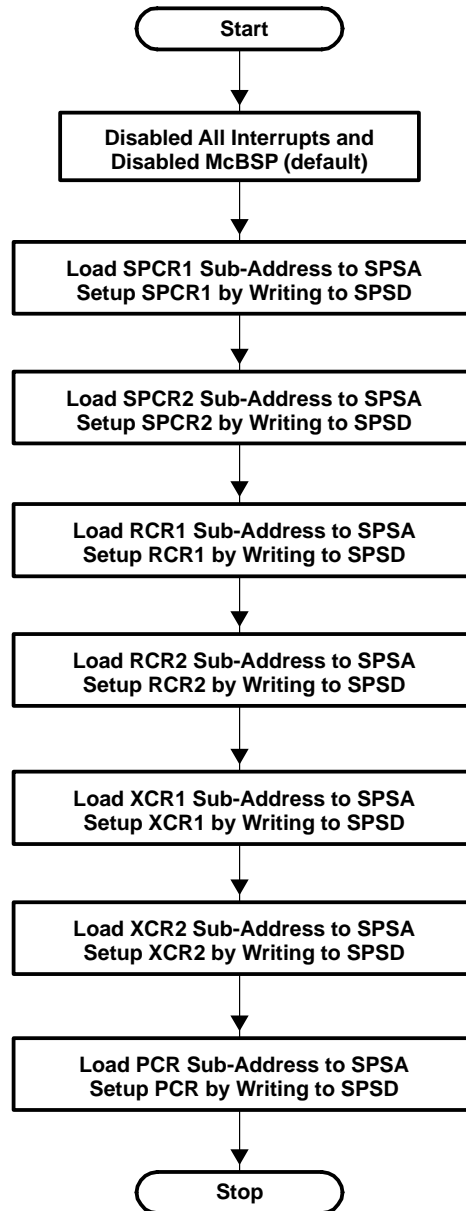 Start
Disabled All Interrupts and
Disabled McBSP (default)
Load SPCR1 Sub-Address to SPSA
Setup SPCR1 by Writing to SPSD
Load SPCR2 Sub-Address to SPSA
Setup SPCR2 by Writing to SPSD
Load RCR1 Sub-Address to SPSA
Setup RCR1 by Writing to SPSD
Load RCR2 Sub-Address to SPSA
Setup RCR2 by Writing to SPSD
Load XCR1 Sub-Address to SPSA
Setup XCR1 by Writing to SPSD
Load XCR2 Sub-Address to SPSA
Setup XCR2 by Writing to SPSD
Load PCR Sub-Address to SPSA
Setup PCR by Writing to SPSD
Stop